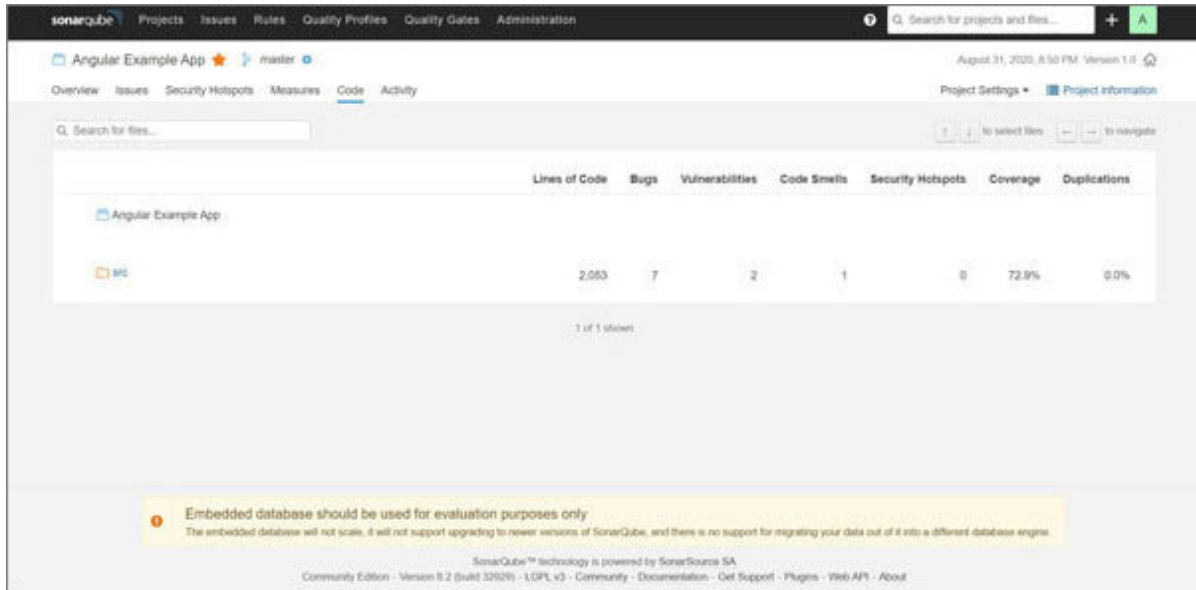 sonarqube Projects Issues Rules Quality Profiles Quality Gates Administration Search for projects and files... + A
Angular Example App master August 31, 2020, 8:50 PM Version 1.0
Overview Issues Security Hotspots Measures Code Activity Project Settings Project Information
Search for files... ↑ ↓ to select files ← → to navigate
Lines of Code Bugs Vulnerabilities Code Smells Security Hotspots Coverage Duplications
Angular Example App
src 2,053 7 2 1 0 72.9% 0.0%
1 of 1 shown
Embedded database should be used for evaluation purposes only
The embedded database will not scale, it will not support upgrading to newer versions of SonarQube, and there is no support for migrating your data out of it into a different database engine.
SonarQube™ technology is powered by SonarSource SA
Community Edition - Version 8.2 (build 32929) - LGPL v3 - Community - Documentation - Get Support - Plugins - Web API - About